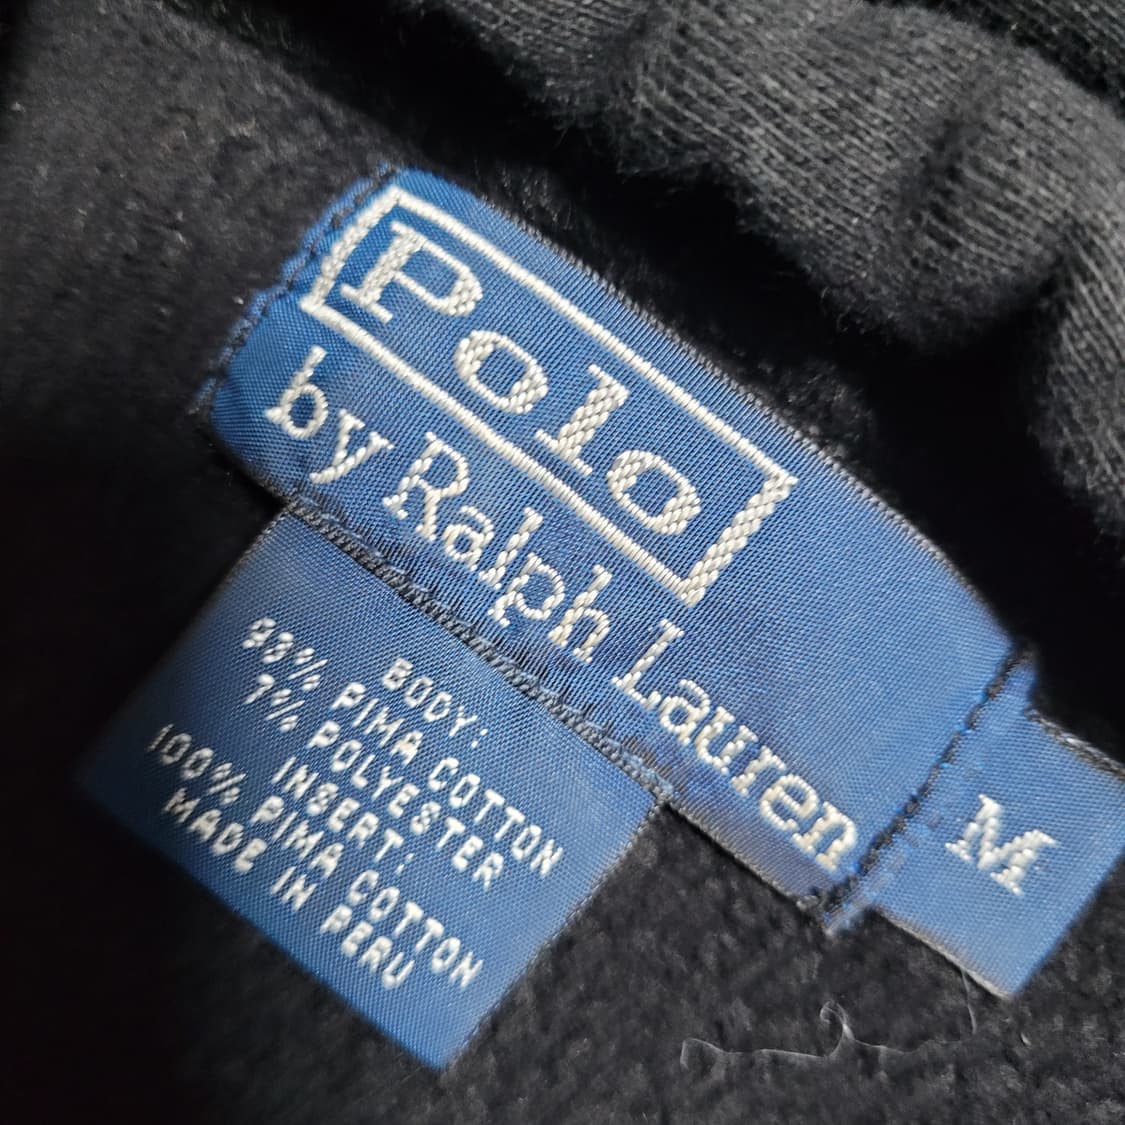 Polo
by Ralph Lauren
M
BODY:
93% PIMA COTTON
7% POLYESTER
INSERT:
100% PIMA COTTON
MADE IN PERU